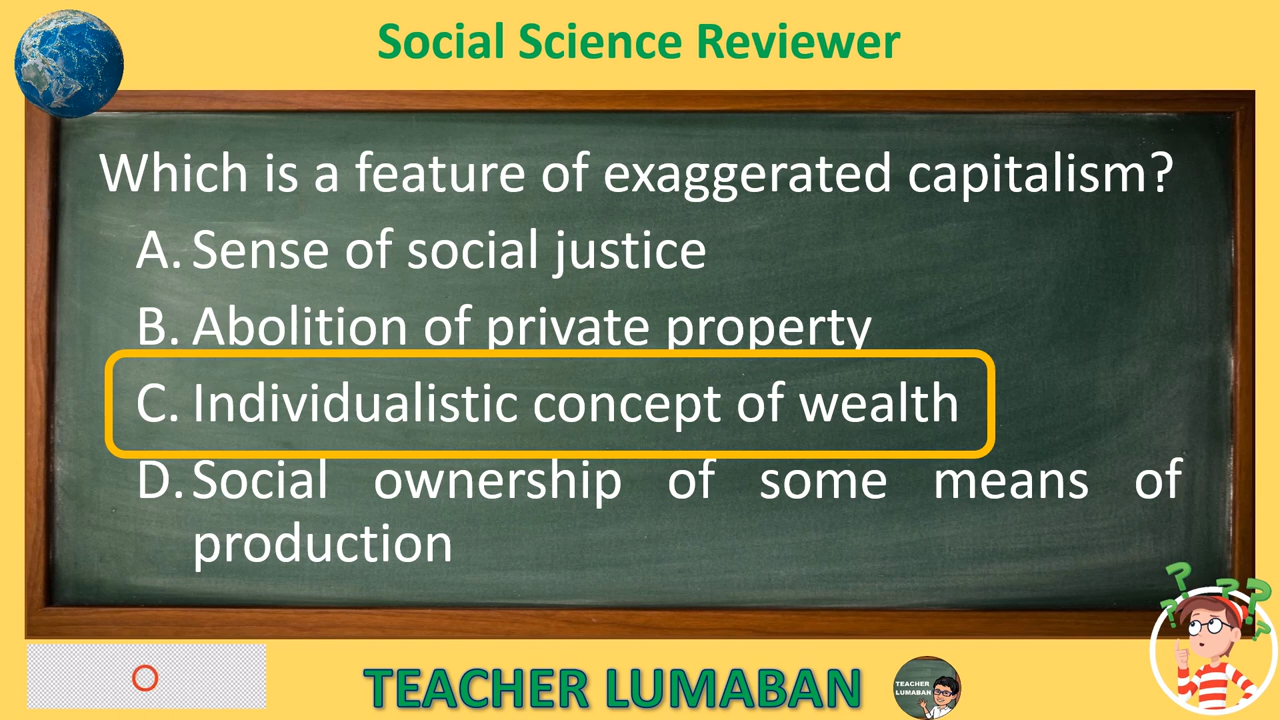 Social Science Reviewer
Which is a feature of exaggerated capitalism?
A. Sense of social justice
B. Abolition of private property
C. Individualistic concept of wealth
D. Social ownership of some means of
production
TEACHER LUMABAN
TEACHER
LUMABAN